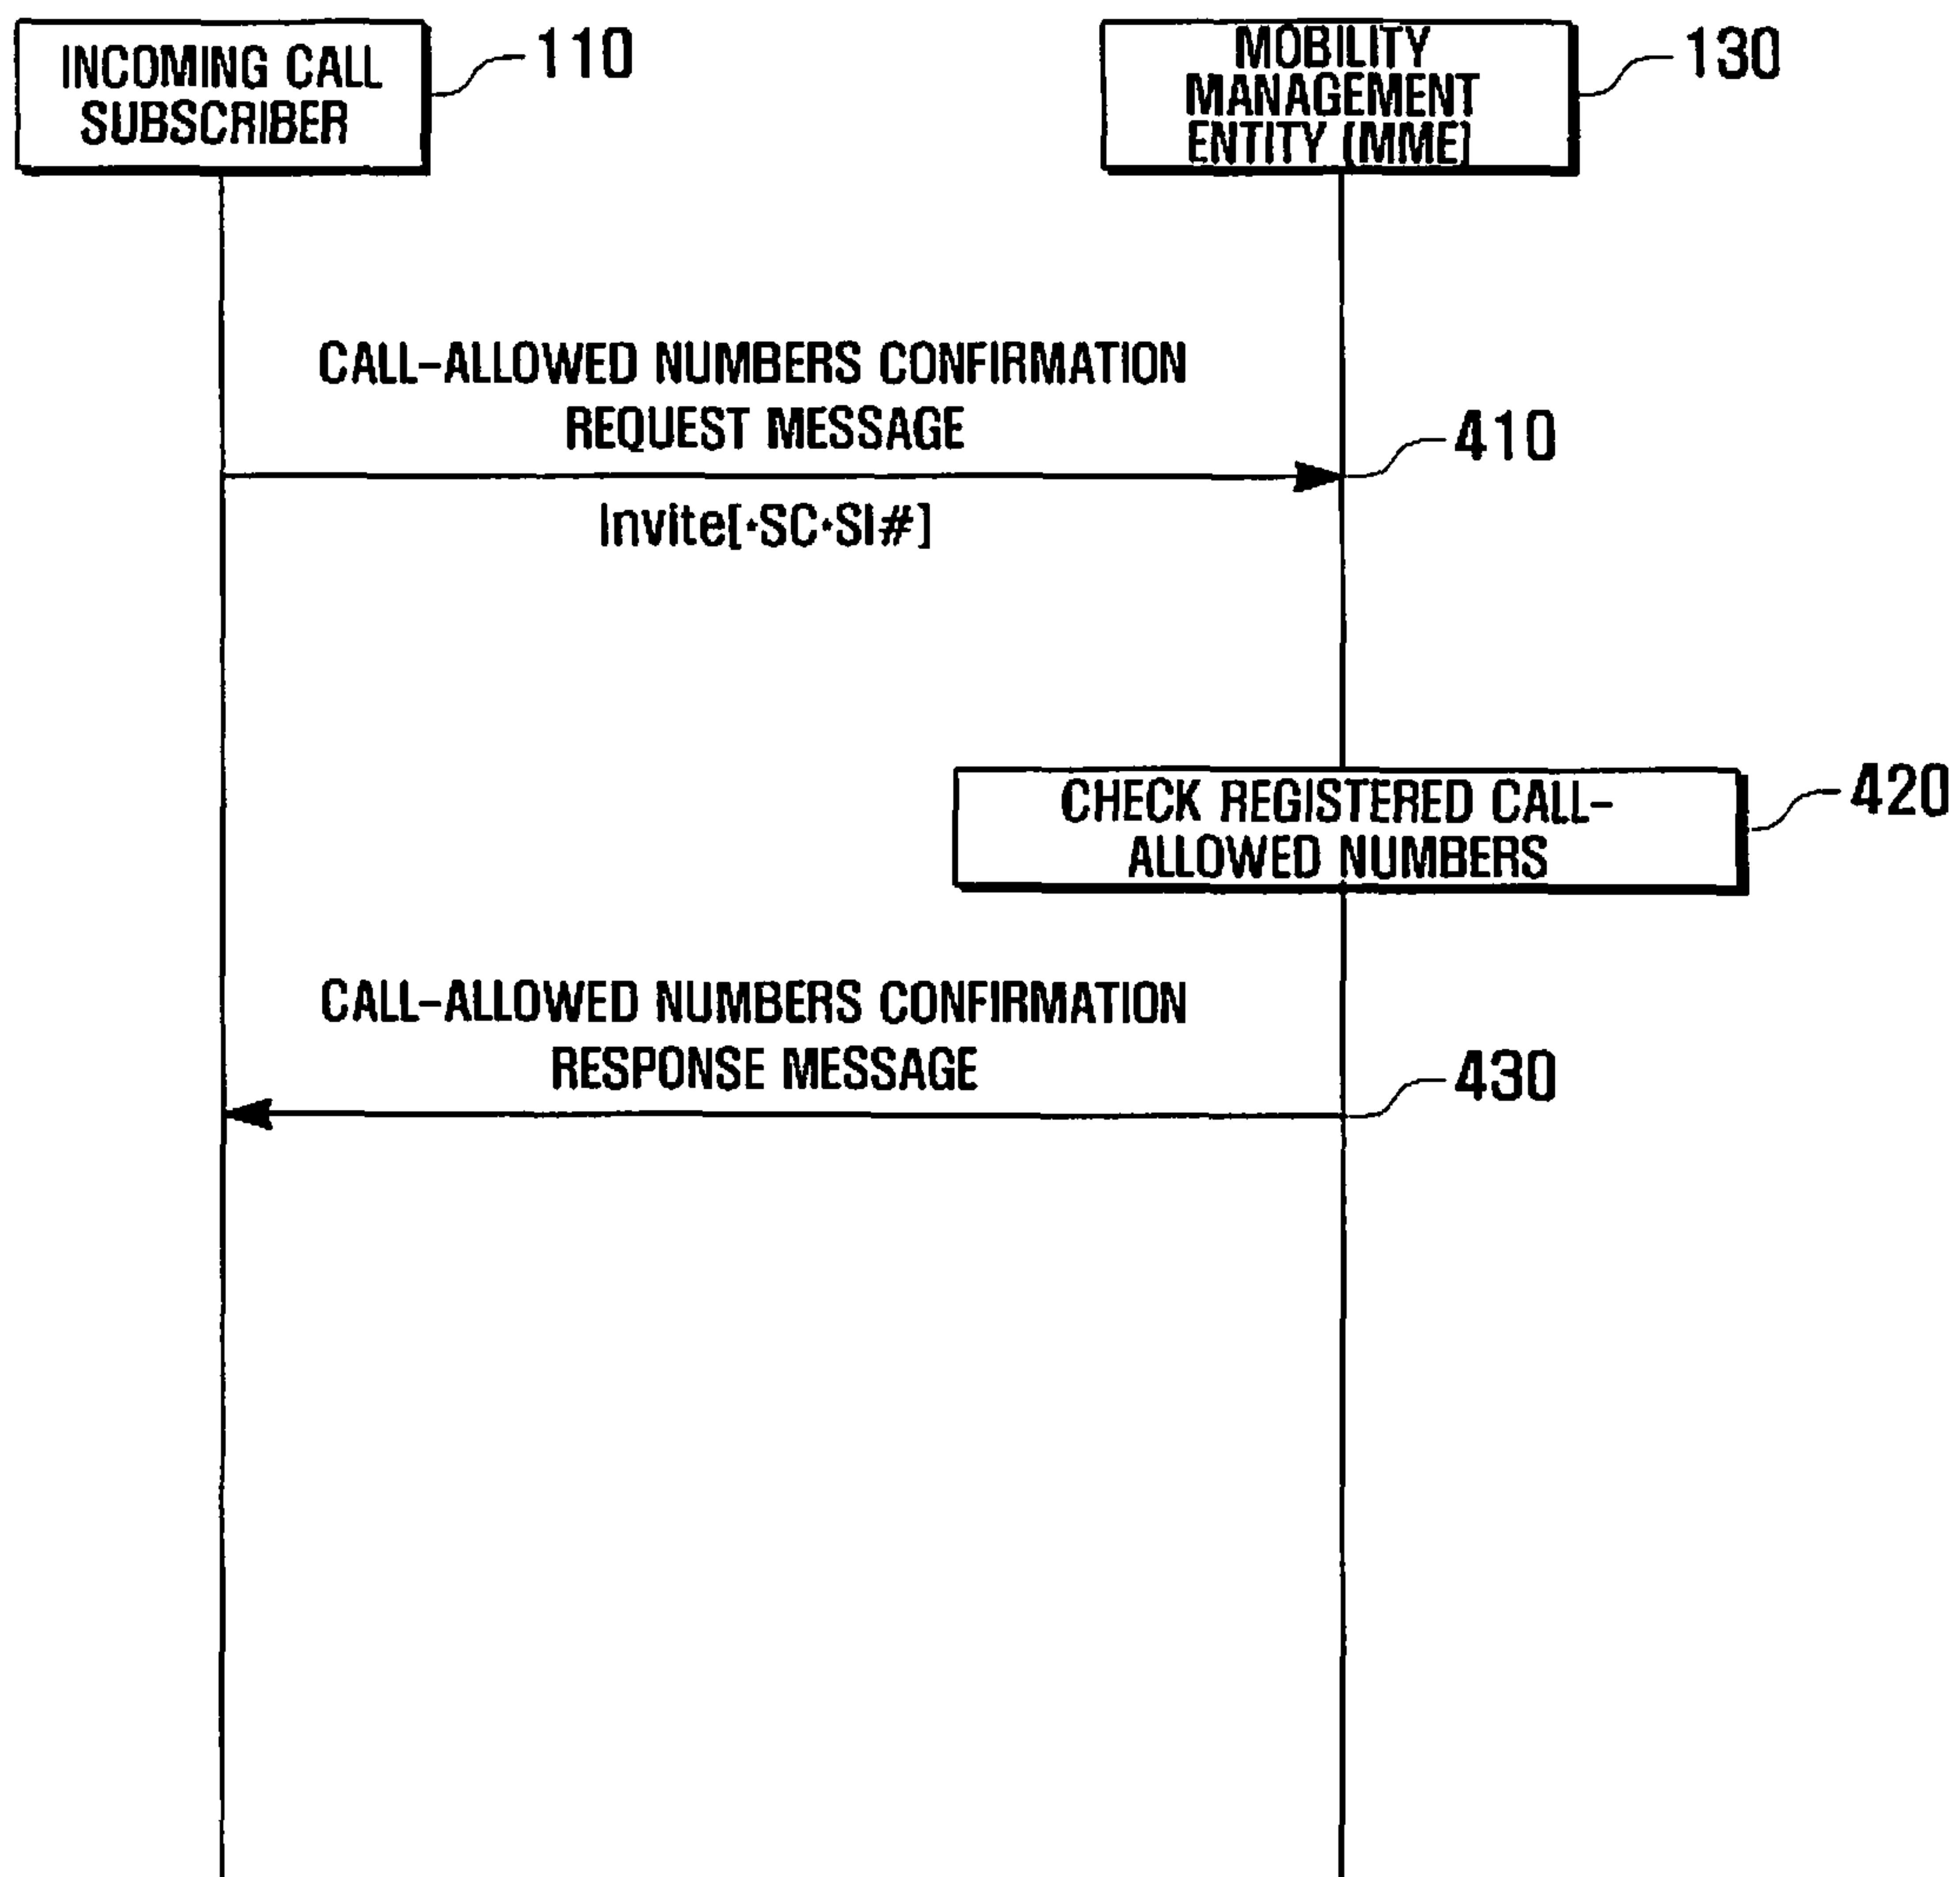 INCOMING CALL
SUBSCRIBER
110
MOBILITY
MANAGEMENT
ENTITY (MME)
130
CALL-ALLOWED NUMBERS CONFIRMATION
REQUEST MESSAGE
410
Invite[*SC*SI#]
CHECK REGISTERED CALL-
ALLOWED NUMBERS
420
CALL-ALLOWED NUMBERS CONFIRMATION
RESPONSE MESSAGE
430